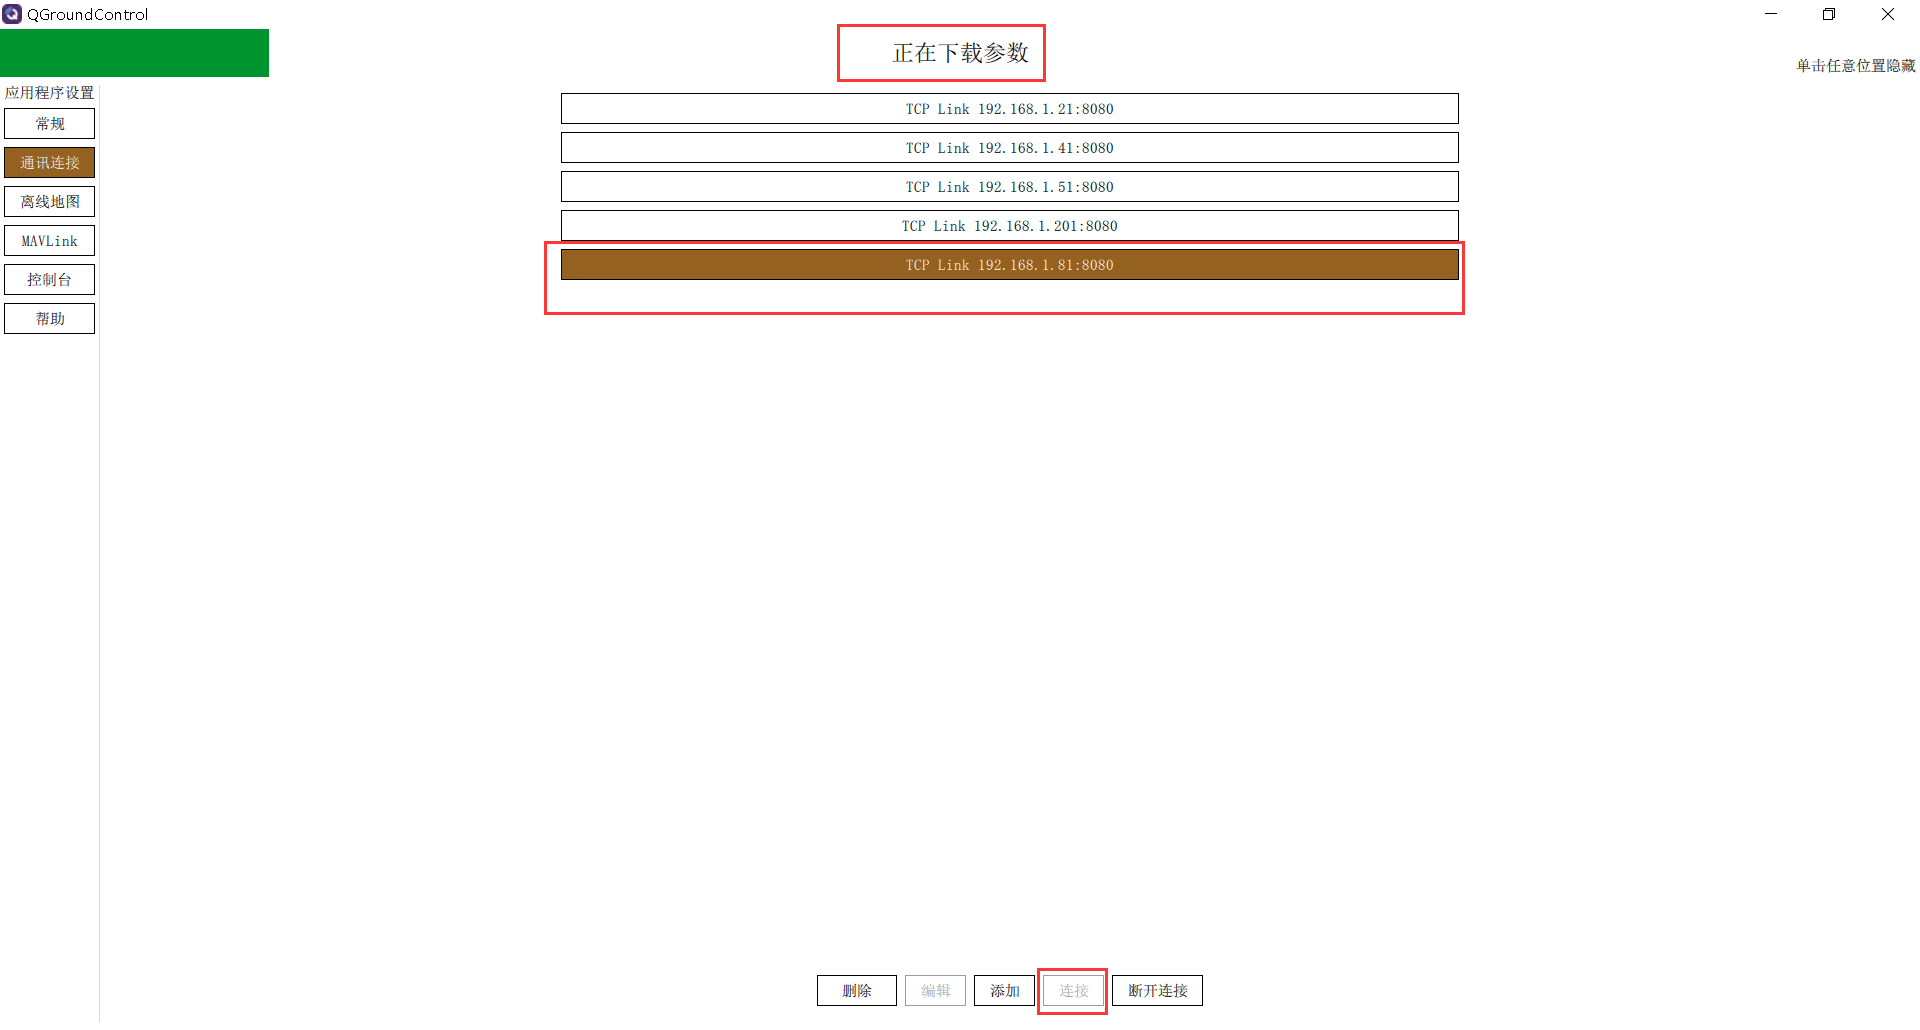 QGroundControl
正在下载参数
单击任意位置隐藏
应用程序设置
常规
通讯连接
离线地图
MAVLink
控制台
帮助
TCP Link 192.168.1.21:8080
TCP Link 192.168.1.41:8080
TCP Link 192.168.1.51:8080
TCP Link 192.168.1.201:8080
TCP Link 192.168.1.81:8080
删除 编辑 添加 连接 断开连接